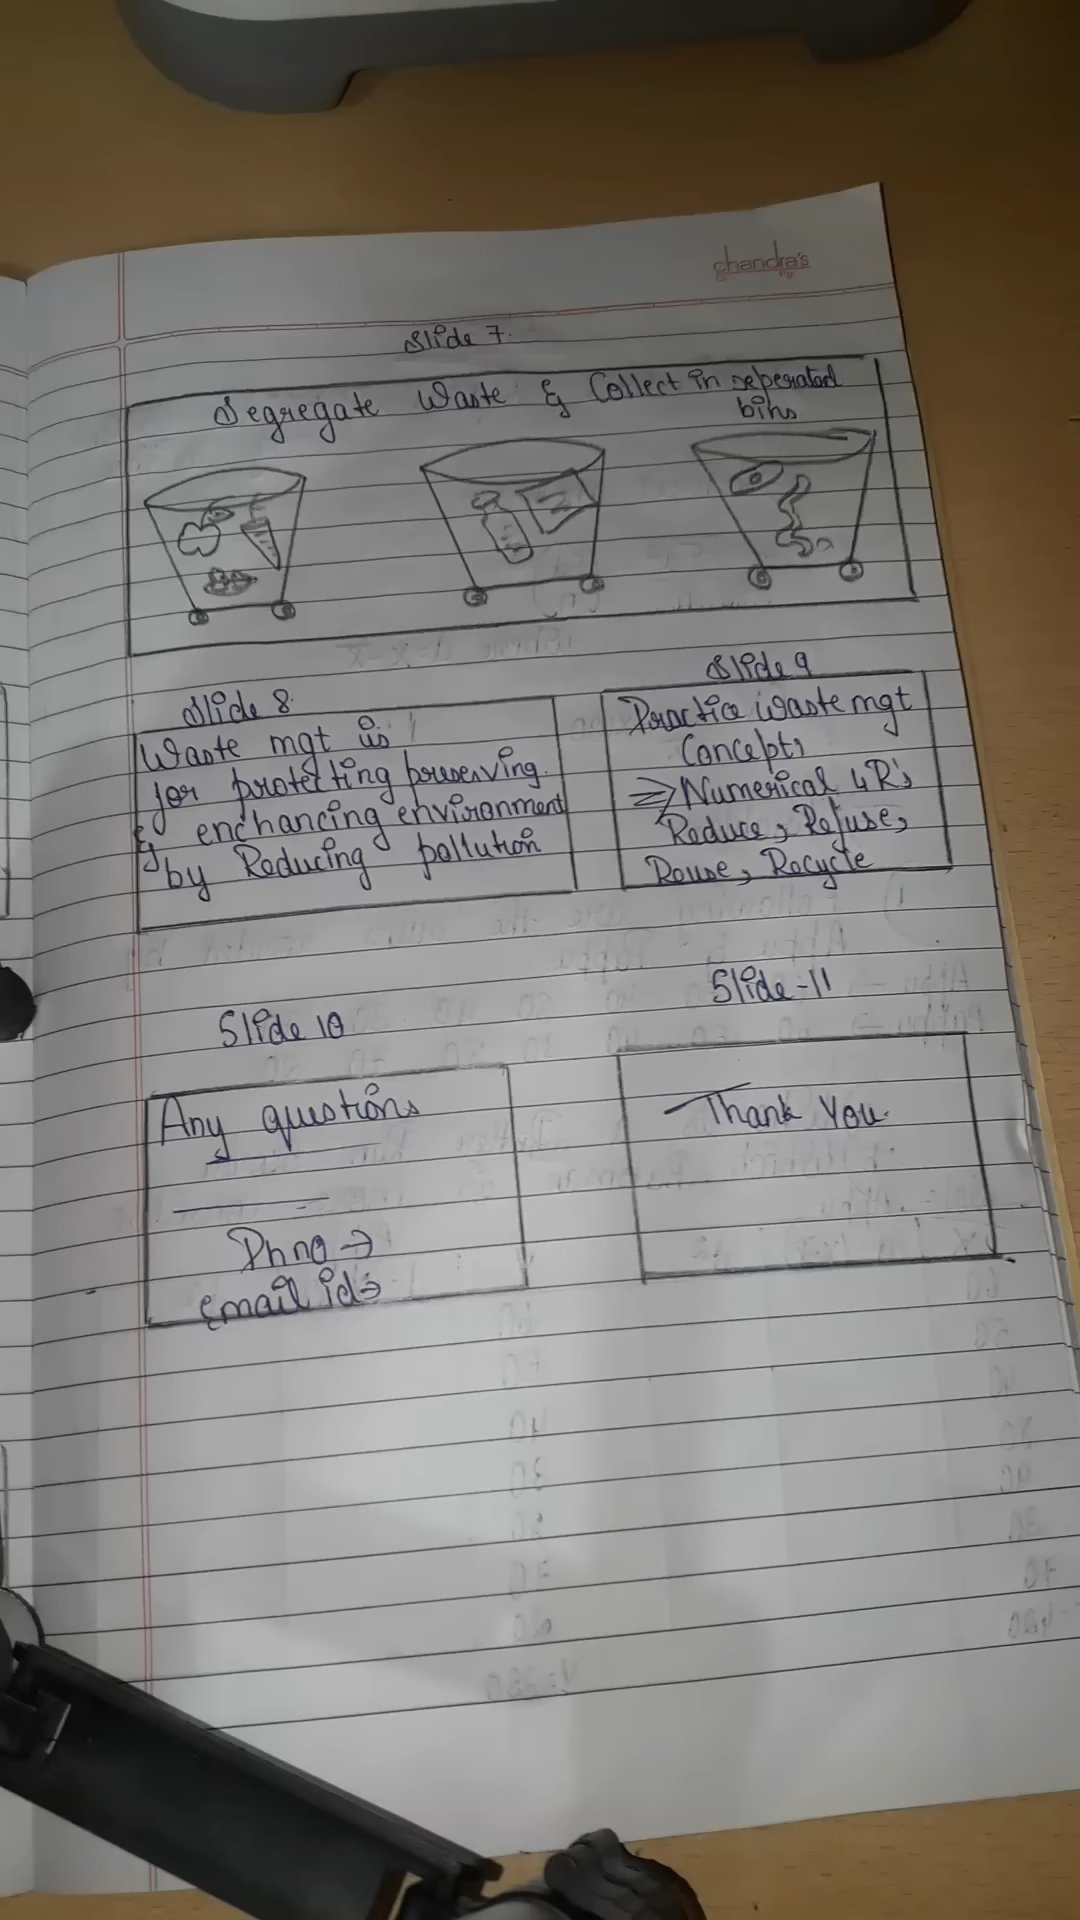 chandra's
Slide 7.
Segregate Waste & Collect in seperated
bins
Slide 8.
Waste mgt is
for protecting preserving
& enchancing environment
by Reducing pollution
Slide 9
Practice Waste mgt
Concepts
⇒ Numerical 4R's
Reduce, Refuse,
Reuse, Recycle
Slide 10
Any questions
Ph no →
email id →
Slide - 11
Thank You.